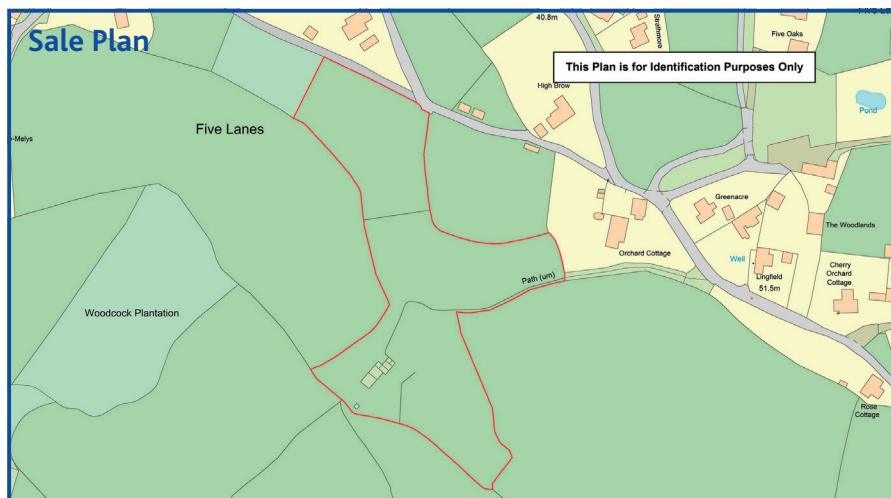 Sale Plan
40.8m
Strathmore
Five Oaks
This Plan is for Identification Purposes Only
High Brow
Pond
Five Lanes
-Melys
Greenacre
The Woodlands
Orchard Cottage
Well
Lingfield
51.5m
Cherry
Orchard
Cottage
Path (um)
Woodcock Plantation
Rose
Cottage